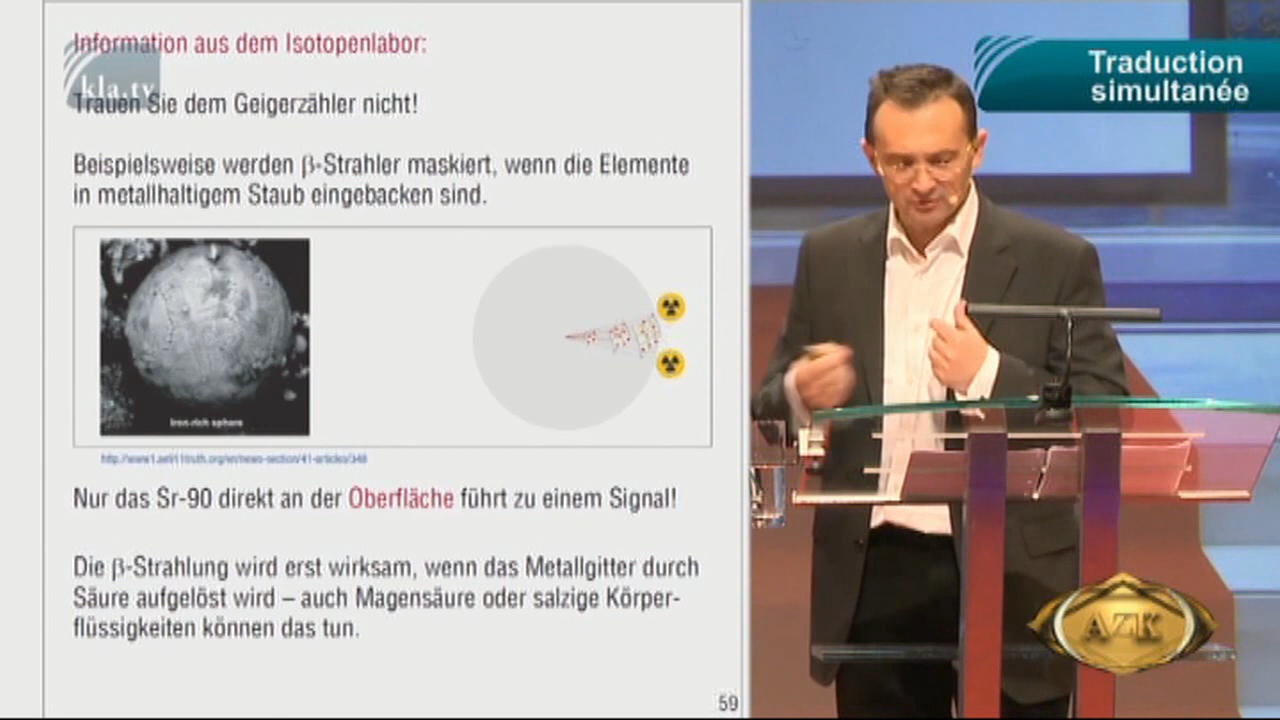 Information aus dem Isotopenlabor:
kla.tv
Trauen Sie dem Geigerzähler nicht!
Beispielsweise werden β-Strahler maskiert, wenn die Elemente
in metallhaltigem Staub eingebacken sind.
Iron-rich sphere
Nur das Sr-90 direkt an der Oberfläche führt zu einem Signal!
Die β-Strahlung wird erst wirksam, wenn das Metallgitter durch
Säure aufgelöst wird – auch Magensäure oder salzige Körper-
flüssigkeiten können das tun.
59
Traduction
simultanée
AZK